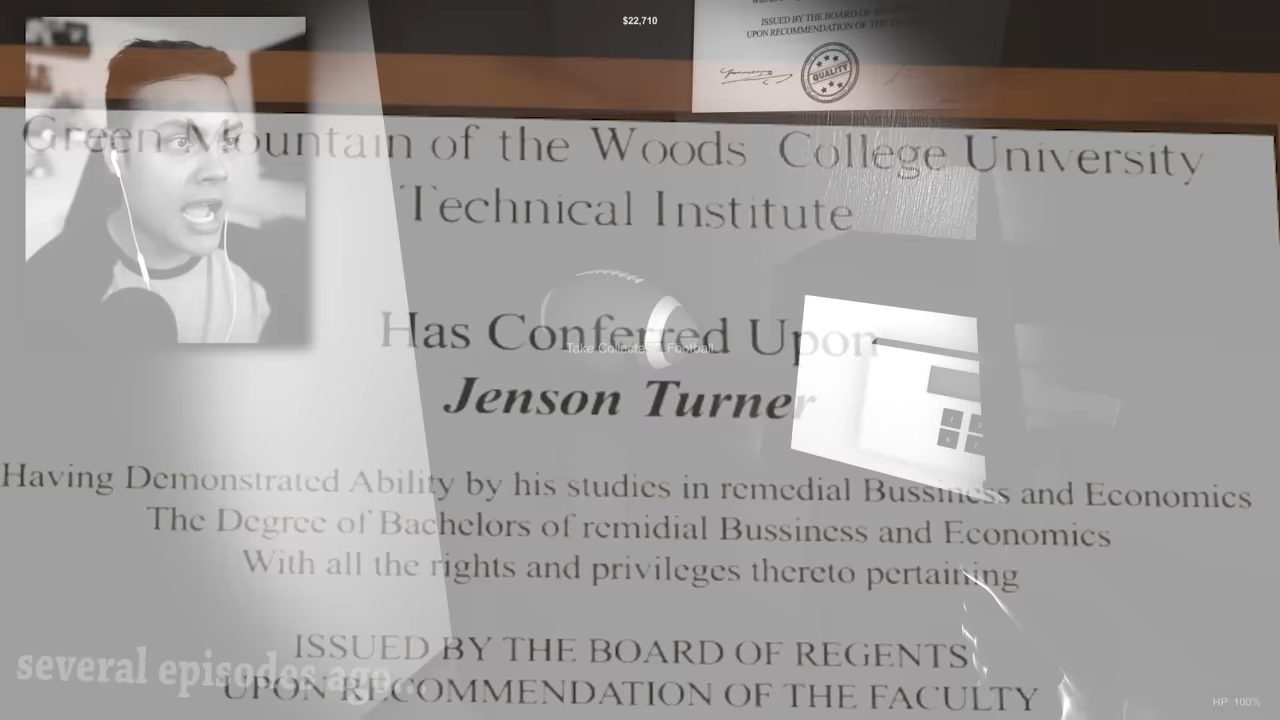 $22,710
ISSUED BY THE BOARD OF
UPON RECOMMENDATION OF THE
QUALITY
Green Mountain of the Woods College University
Technical Institute
Has Conferred Upon
Take Collectable Football
Jenson Turner
Having Demonstrated Ability by his studies in remedial Bussiness and Economics
The Degree of Bachelors of remidial Bussiness and Economics
With all the rights and privileges thereto pertaining
ISSUED BY THE BOARD OF REGENTS
several episodes ago...
UPON RECOMMENDATION OF THE FACULTY
HP: 100%